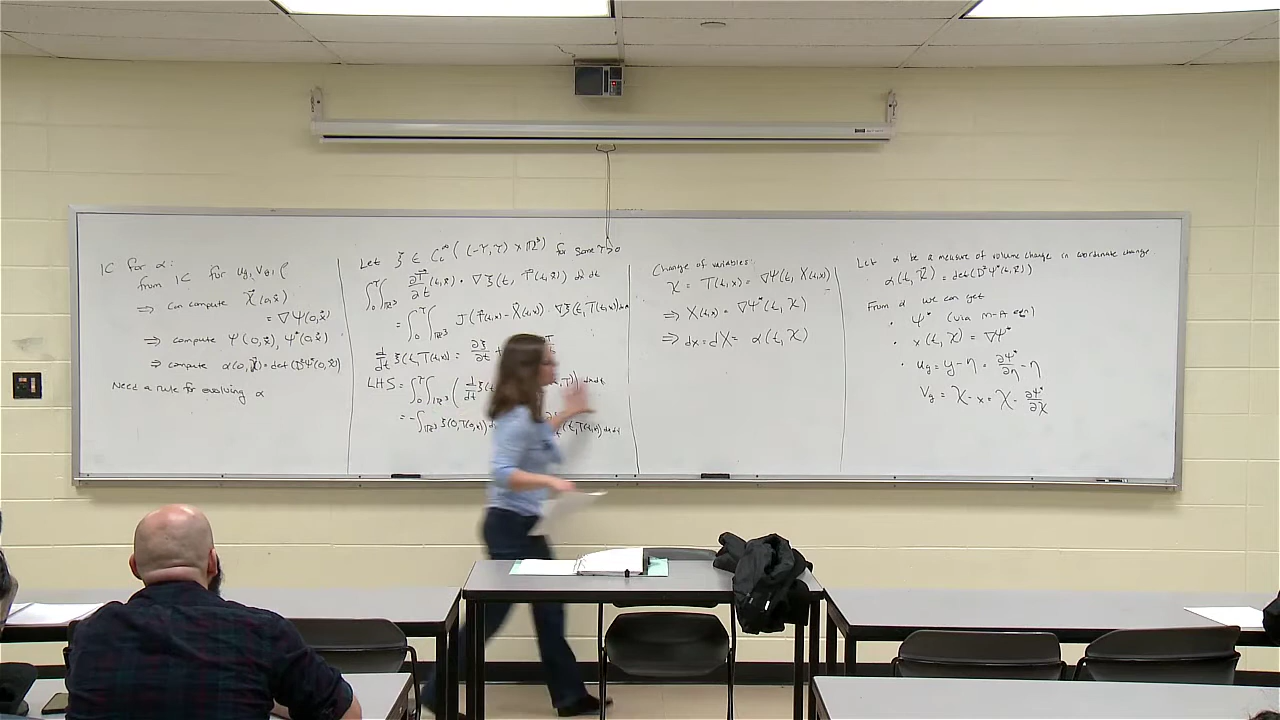 IC for α:
from IC for u_g, v_g, ρ
⇒ Can compute X⃗(0,x⃗)
= ∇Ψ(0,x⃗)
⇒ compute Ψ(0,x⃗), Ψ*(0,x⃗)
⇒ compute α(0,
Need a rule for evolving α
Let ξ ∈ C_c^∞((-τ,τ) × ℝ³) for some τ>0
∫₀^τ ∫_ℝ³ ∂T⃗/∂t (t,x⃗) · ∇ξ(t, T⃗(t,x⃗)) dx dt
= ∫₀^τ ∫_ℝ³ J(T⃗(t,x) - X⃗(t,x)) · ∇ξ(t,T(t,x)) dx dt
d/dt ξ(t,T(t,x)) = ∂ξ/∂t +
LHS = ∫₀^τ ∫_ℝ³ ( d/dt ξ(t, dx dt
= -∫_ℝ³ ξ(0,T(0,x)) (t,T(t,x)) dx dt
Change of variables:
X = T(t,x) = ∇Ψ(t,
⇒ X(t,x) = ∇Ψ*(t,X)
⇒ dx = dX = α(t,X)
Let α be a measure of volume change in coordinate change
α(t,X⃗) = det(D²Ψ*(t,X⃗))
From α we can get
· Ψ* (via M-A eqn)
· x(t,X) = ∇Ψ*
· u_g = y - η = ∂Ψ*/∂η - η
v_g = X - x = X - ∂Ψ*/∂X